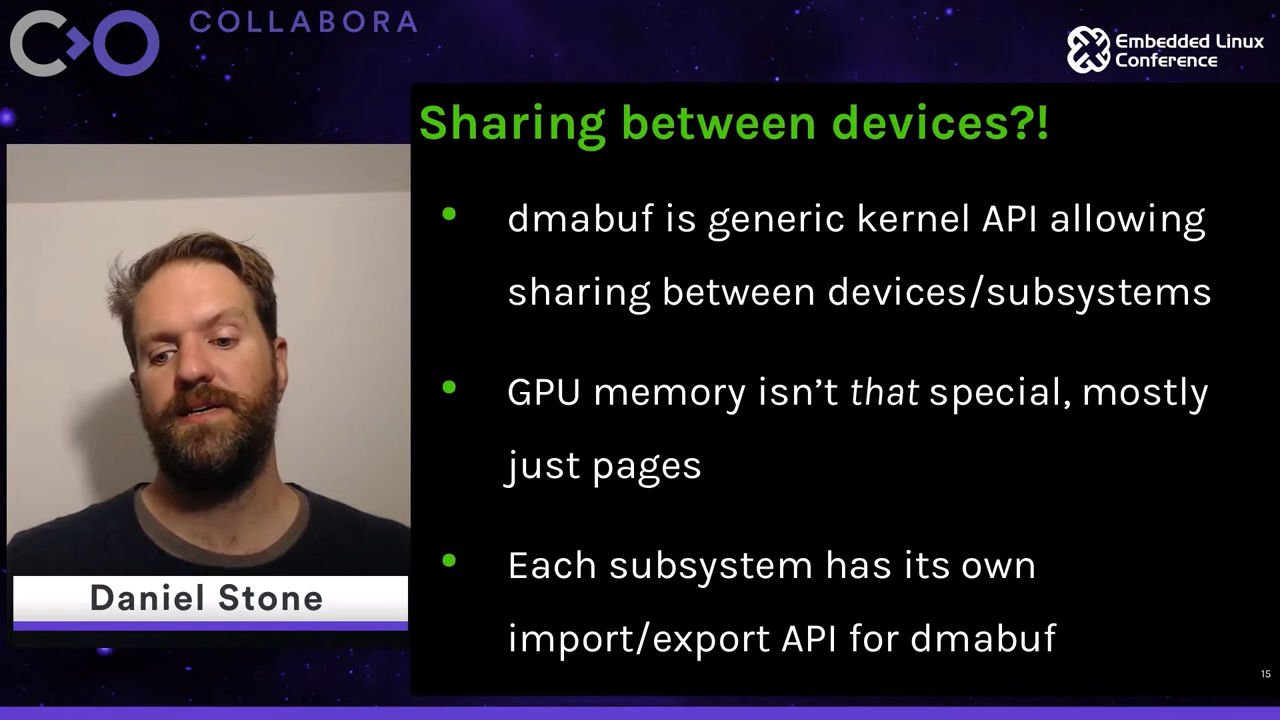 COLLABORA
Embedded Linux
Conference
Sharing between devices?!
dmabuf is generic kernel API allowing
sharing between devices/subsystems
GPU memory isn’t that special, mostly
just pages
Each subsystem has its own
import/export API for dmabuf
Daniel Stone
15